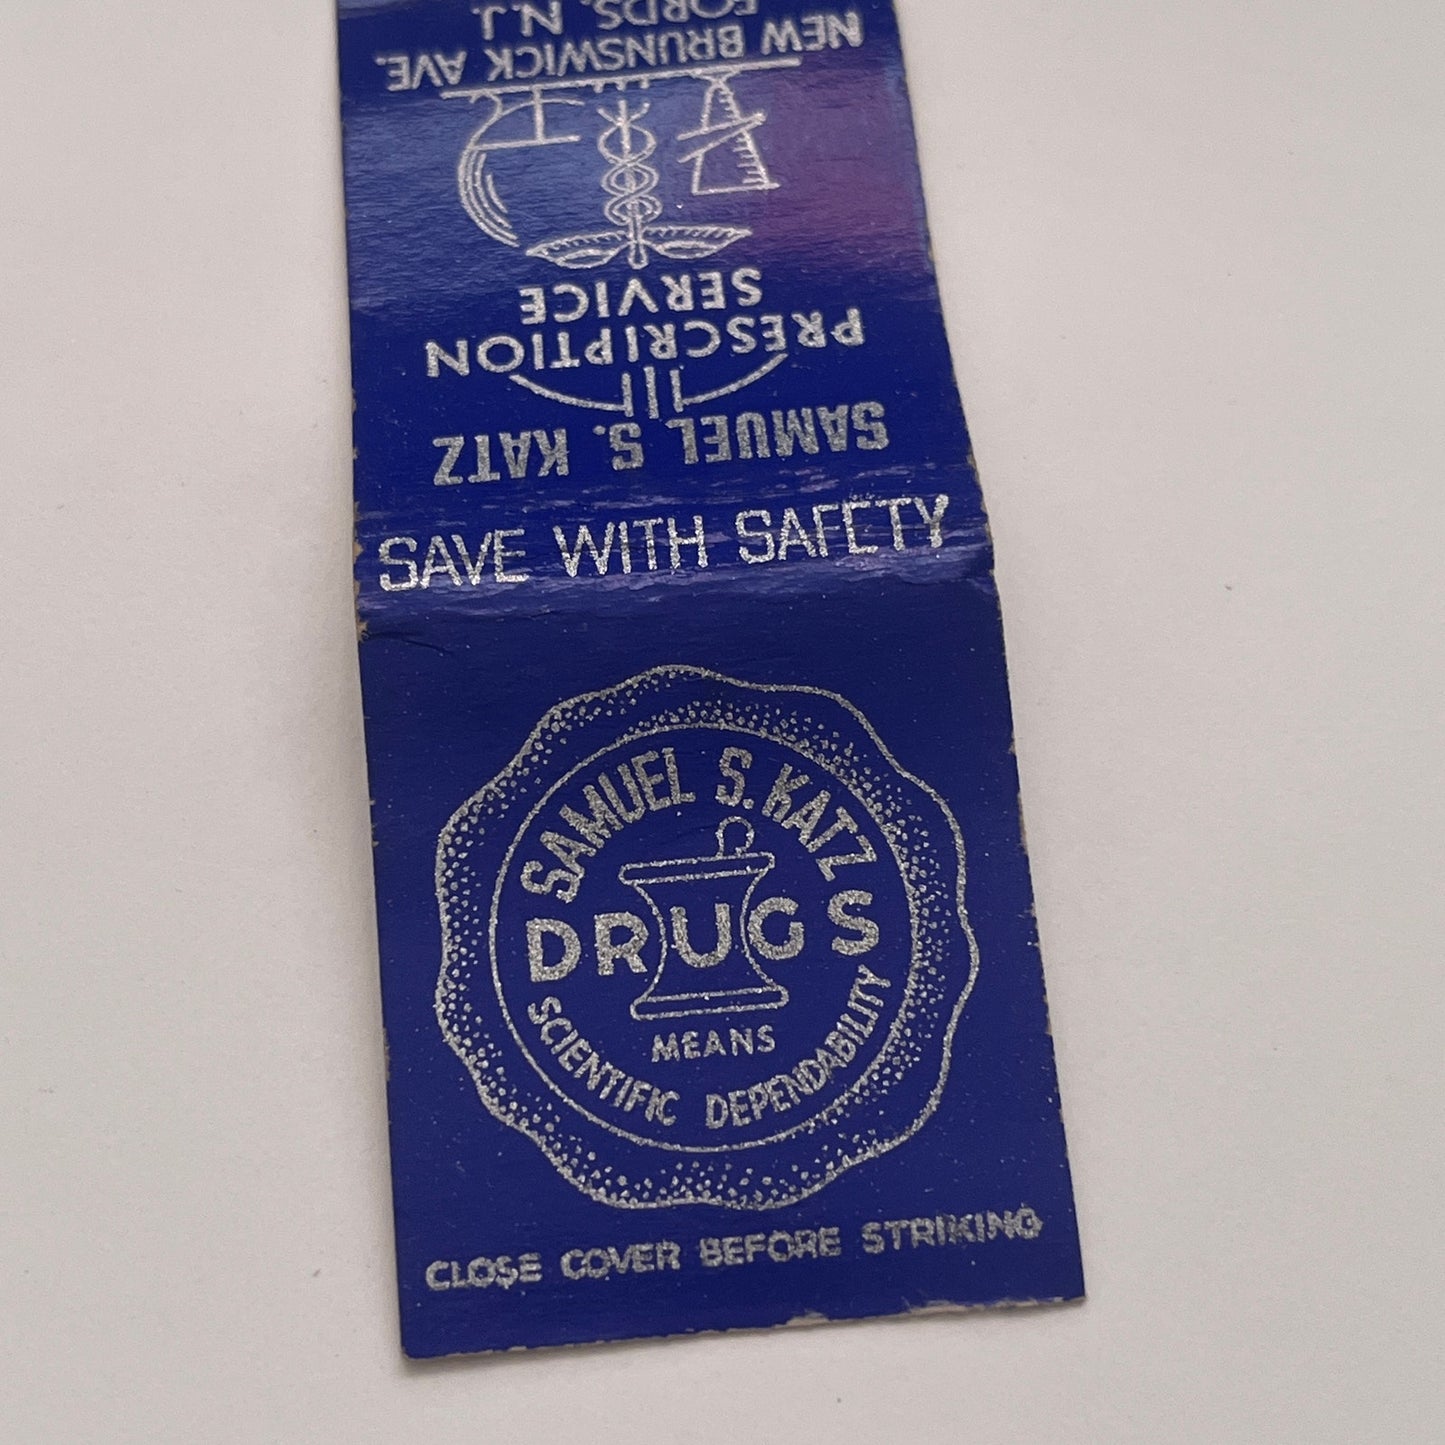 SAMUEL S. KATZ
PRESCRIPTION
SERVICE
NEW BRUNSWICK AVE.
FORDS, N.J.
SAVE WITH SAFETY
SAMUEL S. KATZ
DRUGS
MEANS
SCIENTIFIC DEPENDABILITY
CLOSE COVER BEFORE STRIKING